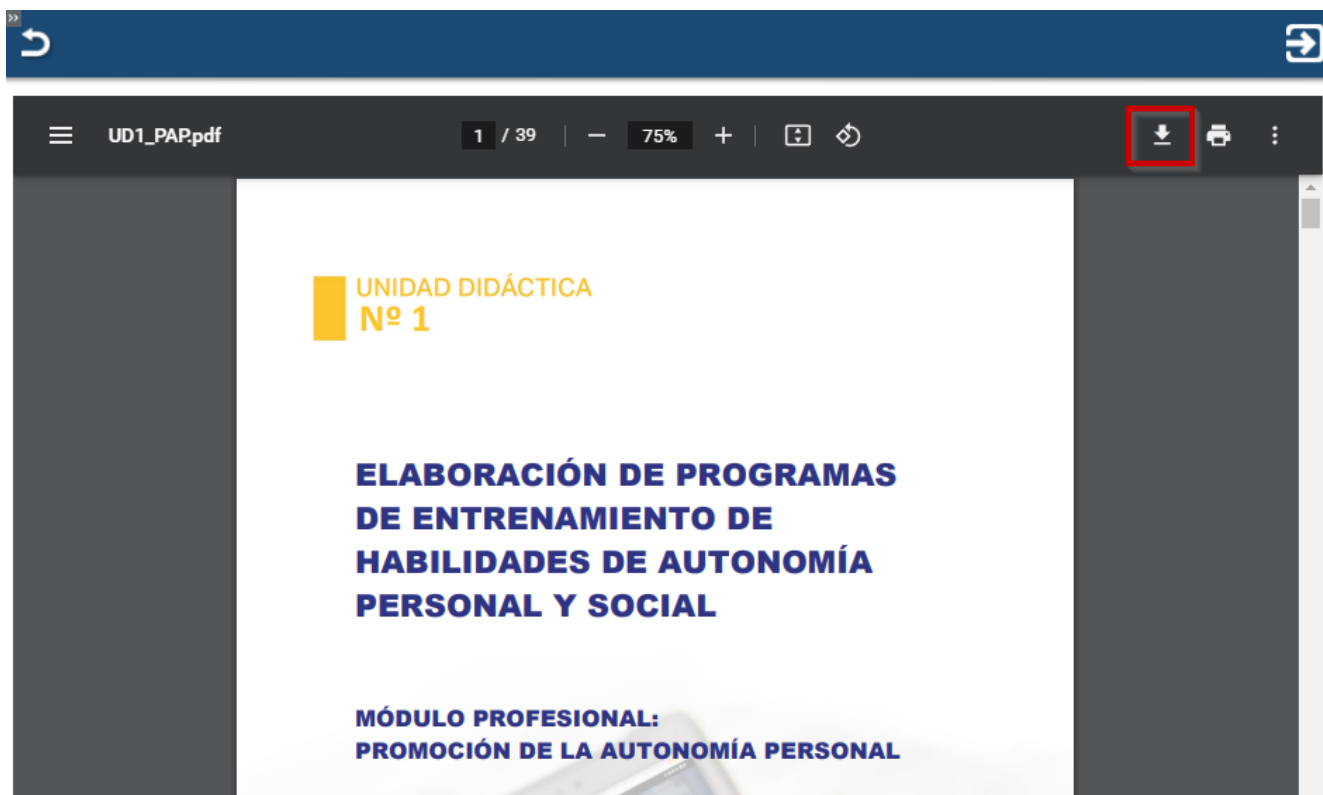 UD1_PAP.pdf
1 / 39
75%
UNIDAD DIDÁCTICA
Nº 1
ELABORACIÓN DE PROGRAMAS
DE ENTRENAMIENTO DE
HABILIDADES DE AUTONOMÍA
PERSONAL Y SOCIAL
MÓDULO PROFESIONAL:
PROMOCIÓN DE LA AUTONOMÍA PERSONAL